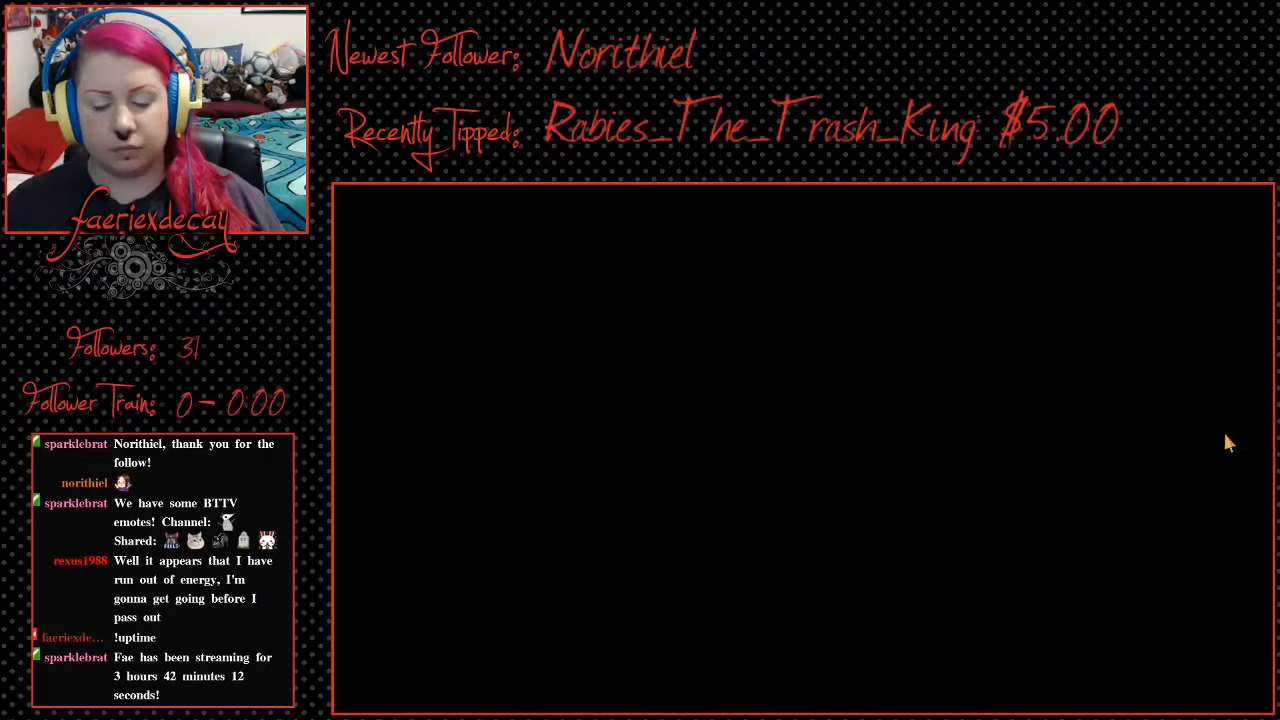 Newest Follower: Norithiel
Recently Tipped: Rabies_The_Trash_King $5.00
faeriexdecay
Followers: 31
Follower Train: 0 - 0:00
sparklebrat Norithiel, thank you for the
follow!
norithiel
sparklebrat We have some BTTV
emotes! Channel:
Shared:
rexus1988 Well it appears that I have
run out of energy, I'm
gonna get going before I
pass out
faeriexde... !uptime
sparklebrat Fae has been streaming for
3 hours 42 minutes 12
seconds!